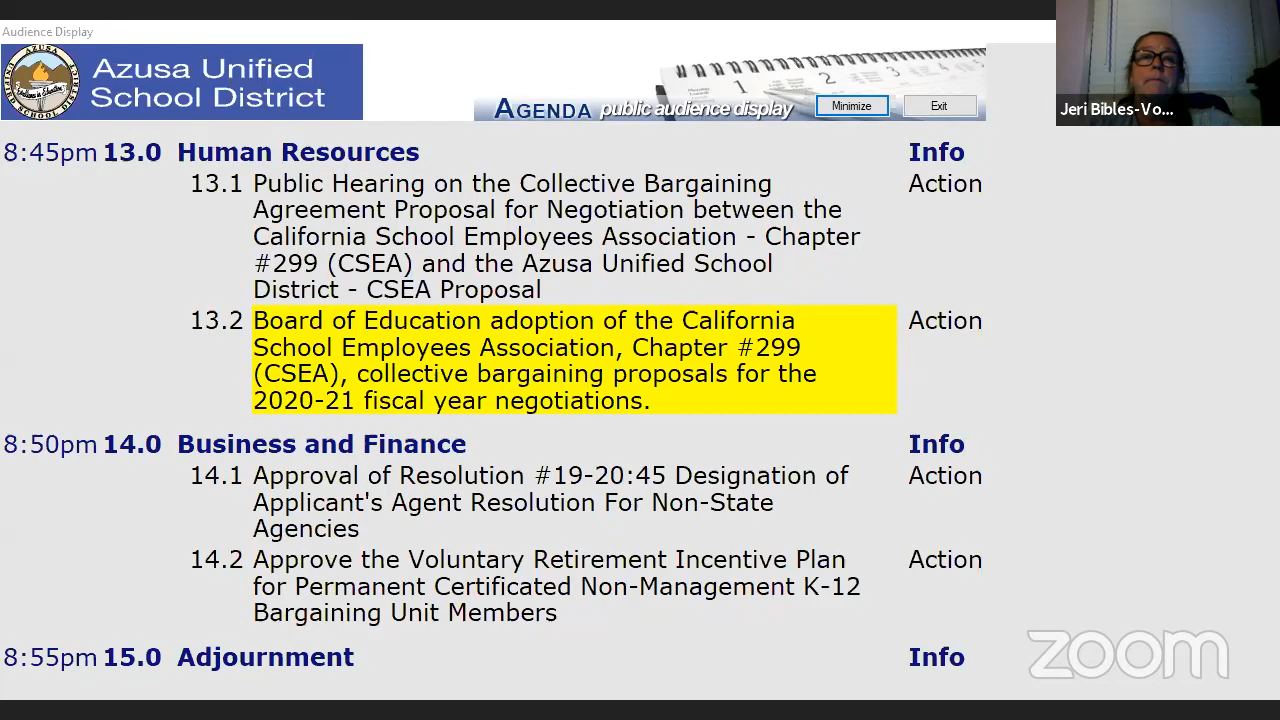 Audience Display
Azusa Unified
School District
AGENDA public audience display
Minimize
Exit
Jeri Bibles-Vo...
8:45pm 13.0 Human Resources Info
13.1 Public Hearing on the Collective Bargaining Action
Agreement Proposal for Negotiation between the
California School Employees Association - Chapter
#299 (CSEA) and the Azusa Unified School
District - CSEA Proposal
13.2 Board of Education adoption of the California Action
School Employees Association, Chapter #299
(CSEA), collective bargaining proposals for the
2020-21 fiscal year negotiations.
8:50pm 14.0 Business and Finance Info
14.1 Approval of Resolution #19-20:45 Designation of Action
Applicant's Agent Resolution For Non-State
Agencies
14.2 Approve the Voluntary Retirement Incentive Plan Action
for Permanent Certificated Non-Management K-12
Bargaining Unit Members
8:55pm 15.0 Adjournment Info
zoom